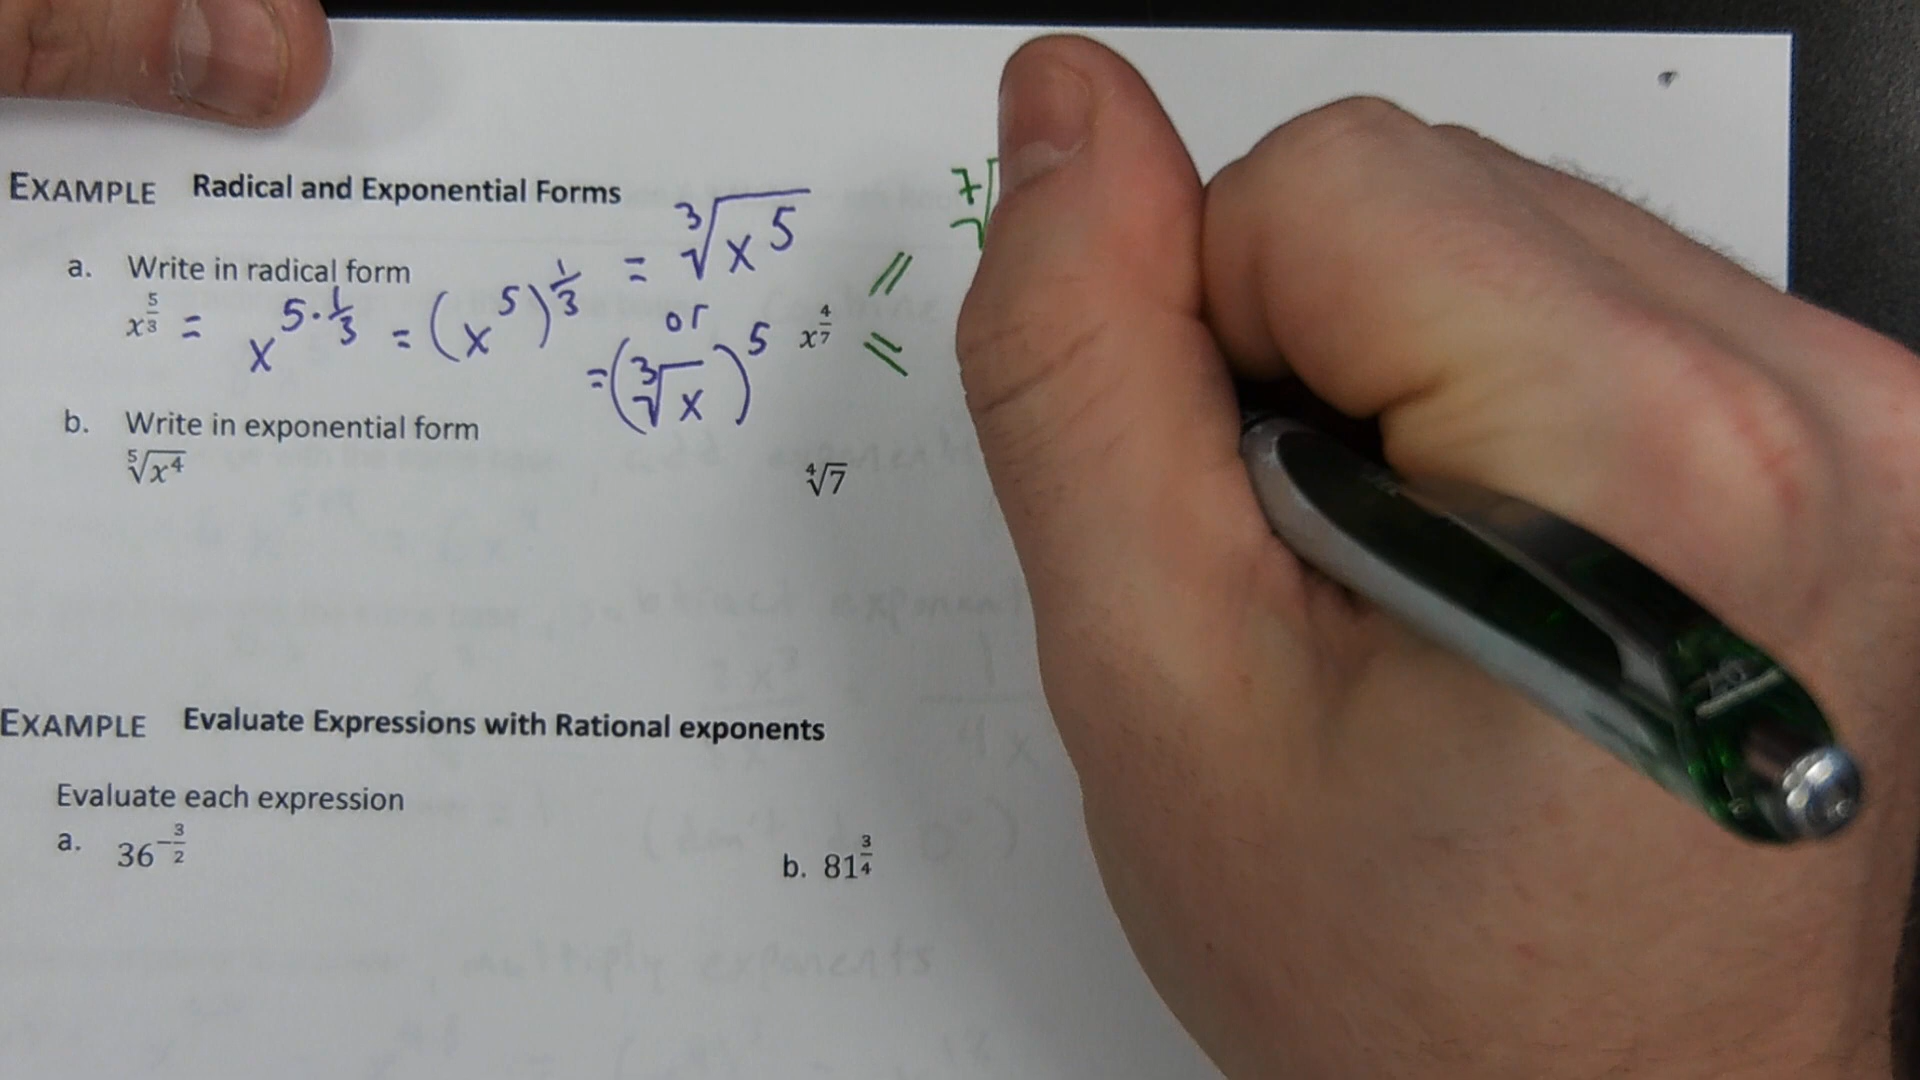 EXAMPLE Radical and Exponential Forms
a. Write in radical form
x^(5/3) = x^(5·1/3) = (x^5)^(1/3) = ∛x^5
or
= (∛x)^5
x^(4/7) = =
7√
b. Write in exponential form
⁵√x⁴ ⁴√7
EXAMPLE Evaluate Expressions with Rational exponents
Evaluate each expression
a. 36^(-3/2) b. 81^(3/4)